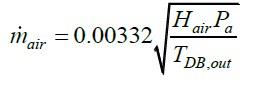 ṁ_air = 0.00332 √(H_air P_a / T_DB,out)